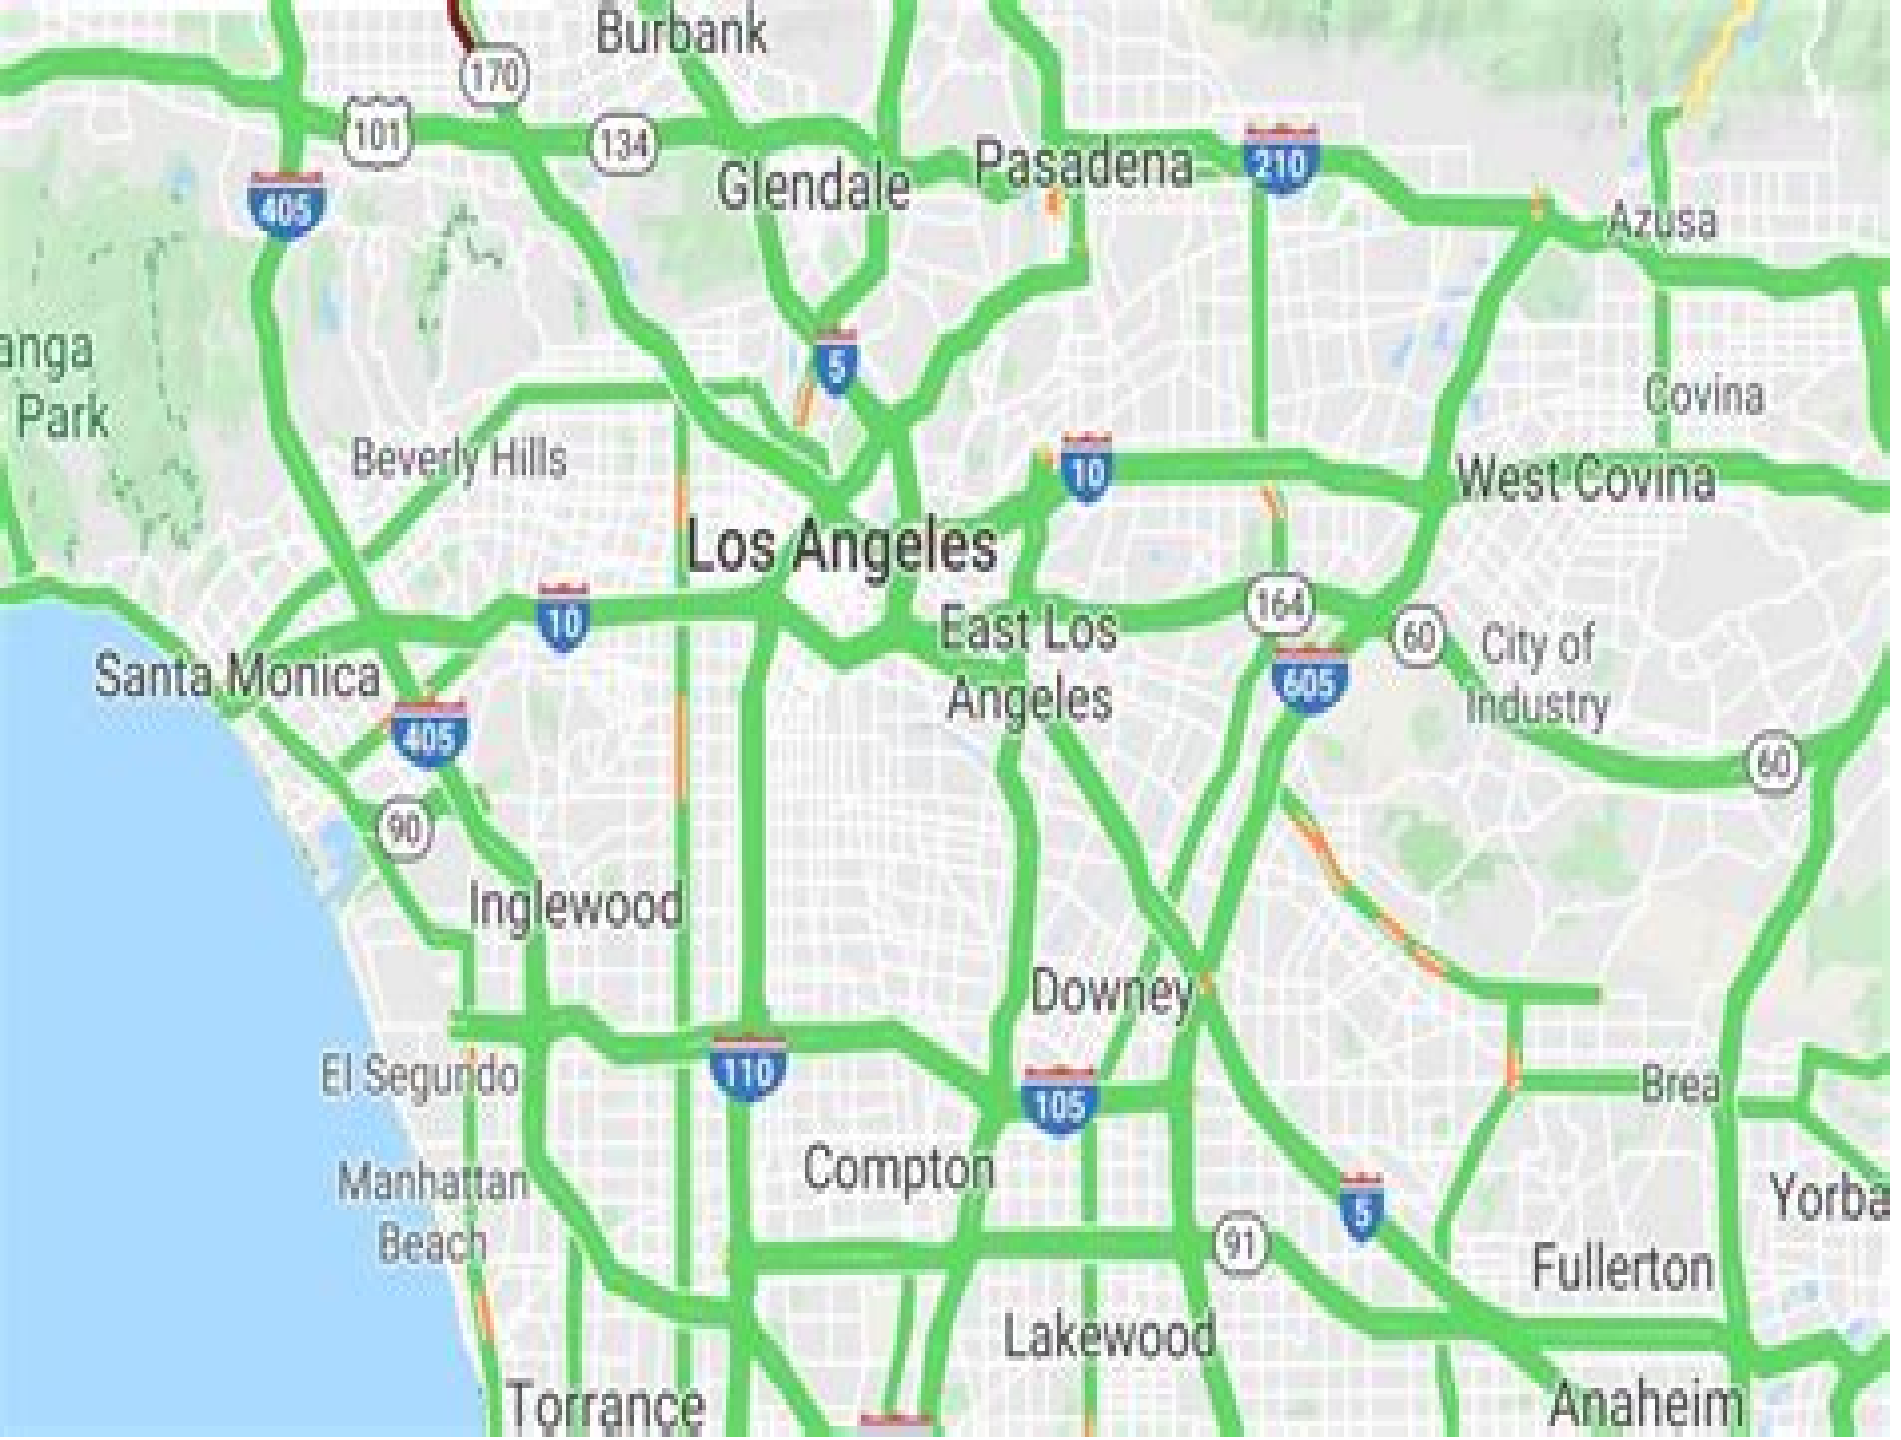 Burbank
170
101
134
Glendale
Pasadena
210
405
Azusa
anga
Park
5
Covina
Beverly Hills
10
West Covina
Los Angeles
10
164
East Los
Angeles
60
City of
Industry
605
Santa Monica
405
60
90
Inglewood
Downey
El Segundo
110
105
Brea
Compton
Manhattan
Beach
5
Yorba
91
Fullerton
Lakewood
Torrance
Anaheim